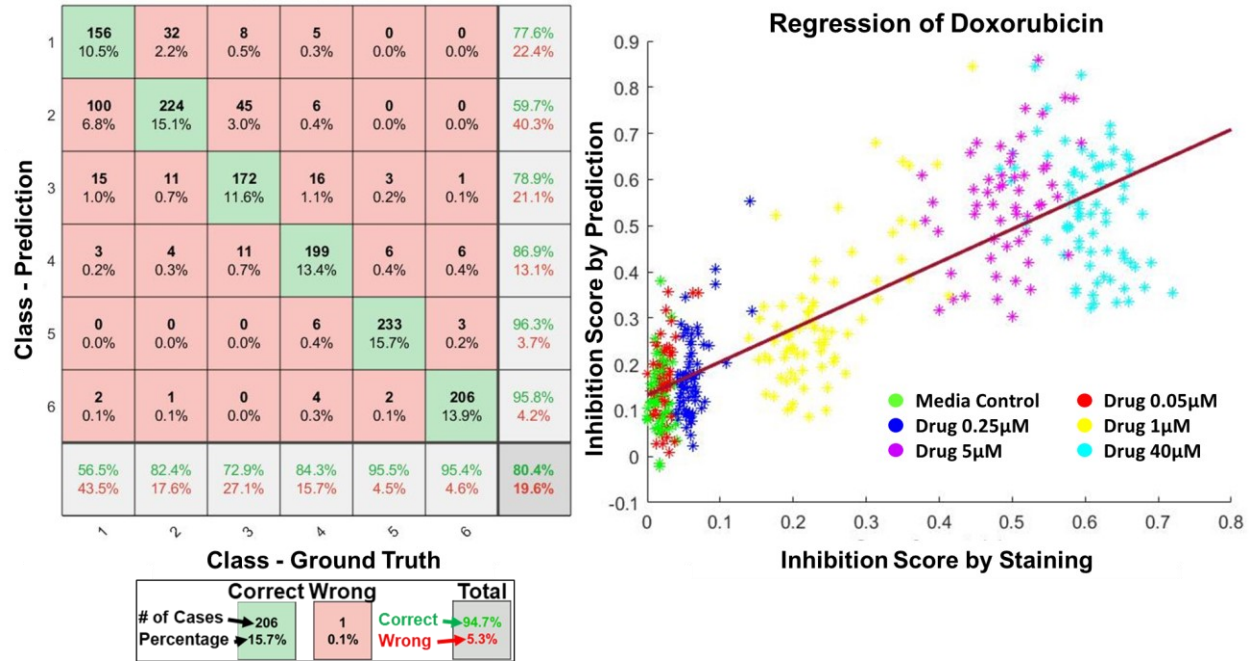 156 32 8 5 0 0 77.6%
1
10.5% 2.2% 0.5% 0.3% 0.0% 0.0% 22.4%
100 224 45 6 0 0 59.7%
2
6.8% 15.1% 3.0% 0.4% 0.0% 0.0% 40.3%
15 11 172 16 3 1 78.9%
3
1.0% 0.7% 11.6% 1.1% 0.2% 0.1% 21.1%
3 4 11 199 6 6 86.9%
4
0.2% 0.3% 0.7% 13.4% 0.4% 0.4% 13.1%
0 0 0 6 233 3 96.3%
5
0.0% 0.0% 0.0% 0.4% 15.7% 0.2% 3.7%
2 1 0 4 2 206 95.8%
6
0.1% 0.1% 0.0% 0.3% 0.1% 13.9% 4.2%
56.5% 82.4% 72.9% 84.3% 95.5% 95.4% 80.4%
43.5% 17.6% 27.1% 15.7% 4.5% 4.6% 19.6%
1 2 3 4 5 6
Class - Prediction
Class - Ground Truth
Correct Wrong Total
# of Cases 206 1 Correct 94.7%
Percentage 15.7% 0.1% Wrong 5.3%
Regression of Doxorubicin
0.9
0.8
0.7
0.6
0.5
0.4
0.3
0.2
0.1
0
-0.1
Inhibition Score by Prediction
Media Control Drug 0.05µM
Drug 0.25µM Drug 1µM
Drug 5µM Drug 40µM
0 0.1 0.2 0.3 0.4 0.5 0.6 0.7 0.8
Inhibition Score by Staining